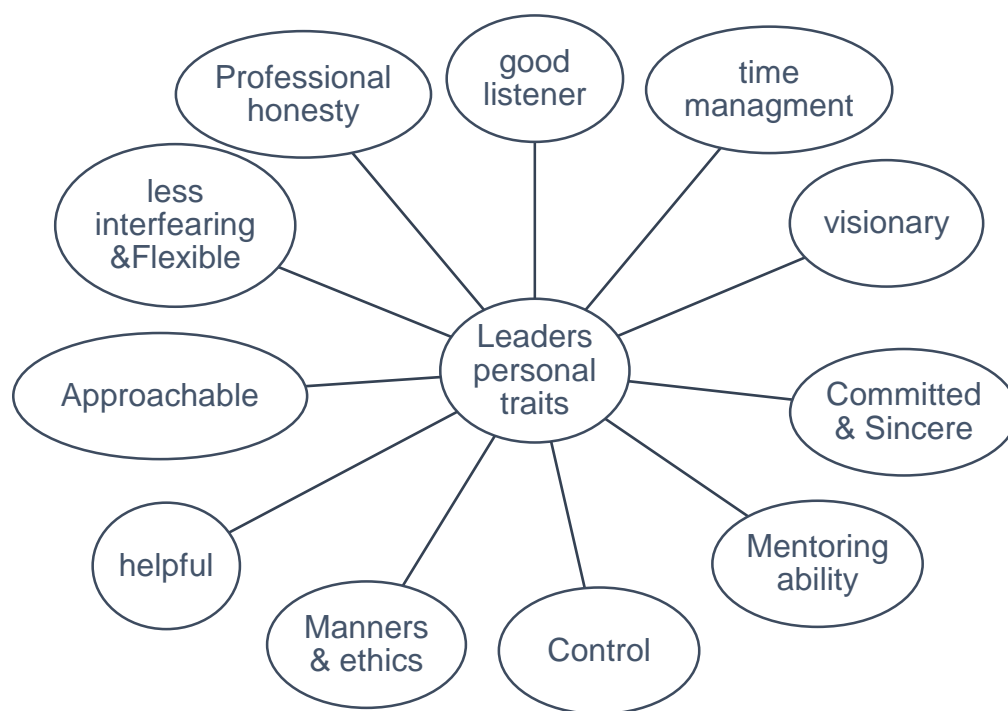 good
listener
time
managment
visionary
Committed
& Sincere
Mentoring
ability
Control
Manners
& ethics
helpful
Approachable
less
interfearing
&Flexible
Professional
honesty
Leaders
personal
traits